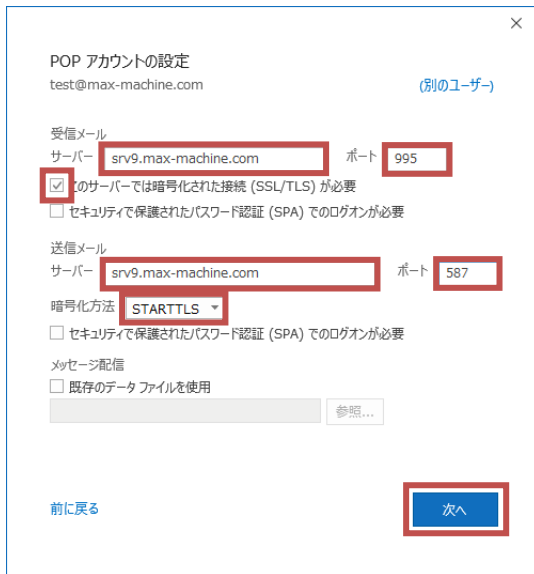 POP アカウントの設定
test@max-machine.com (別のユーザー)
受信メール
サーバー srv9.max-machine.com ポート 995
このサーバーでは暗号化された接続 (SSL/TLS) が必要
セキュリティで保護されたパスワード認証 (SPA) でのログオンが必要
送信メール
サーバー srv9.max-machine.com ポート 587
暗号化方法 STARTTLS
セキュリティで保護されたパスワード認証 (SPA) でのログオンが必要
メッセージ配信
既存のデータ ファイルを使用
参照...
前に戻る 次へ